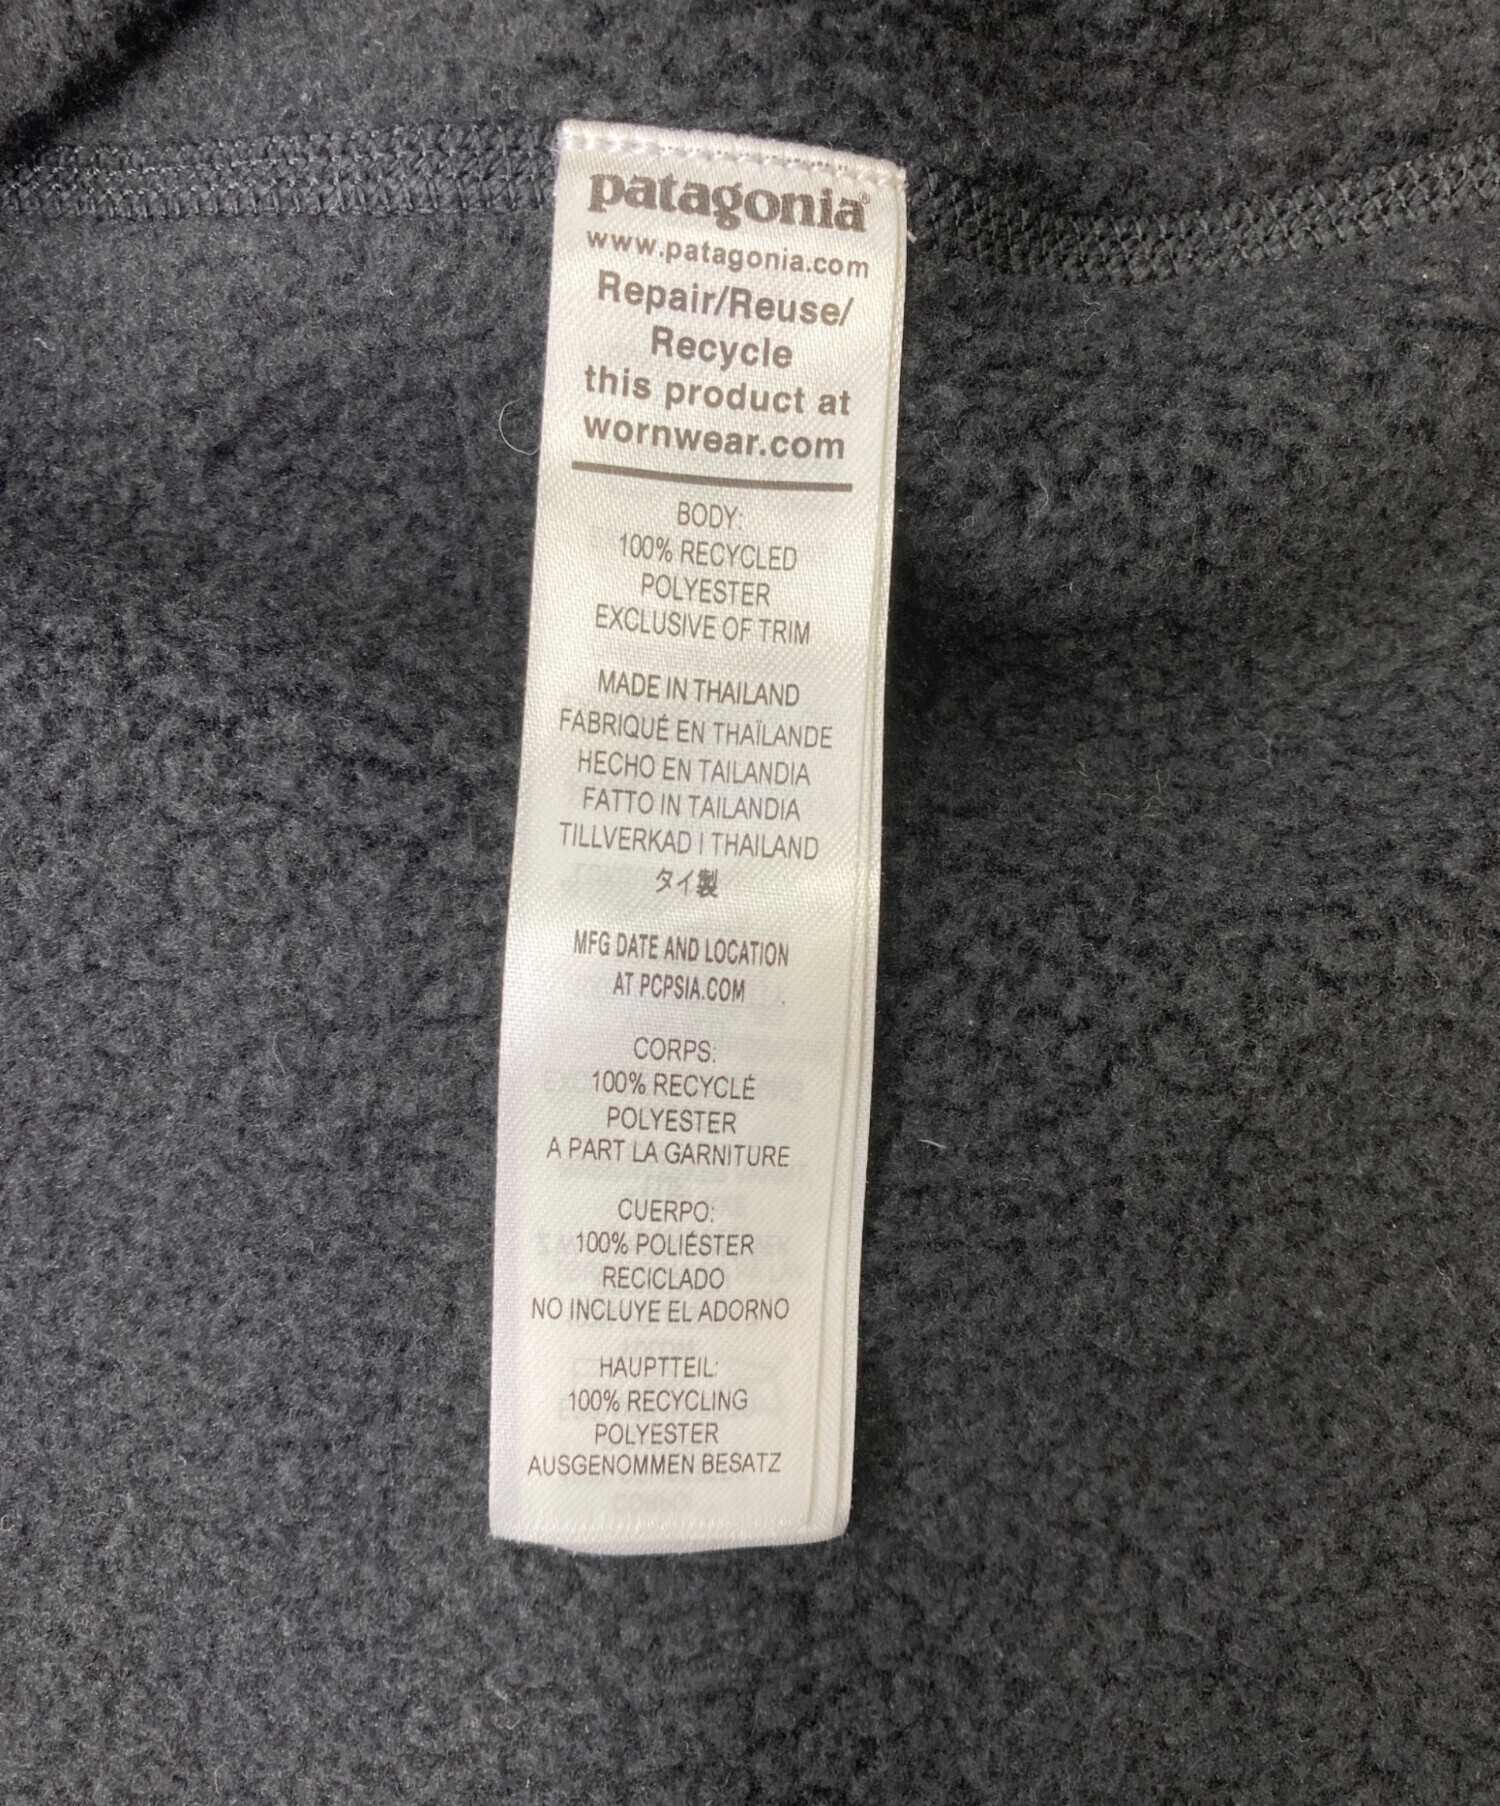 patagonia®
www.patagonia.com
Repair/Reuse/
Recycle
this product at
wornwear.com
BODY:
100% RECYCLED
POLYESTER
EXCLUSIVE OF TRIM
MADE IN THAILAND
FABRIQUÉ EN THAÏLANDE
HECHO EN TAILANDIA
FATTO IN TAILANDIA
TILLVERKAD I THAILAND
タイ製
MFG DATE AND LOCATION
AT PCPSIA.COM
CORPS:
100% RECYCLÉ
POLYESTER
A PART LA GARNITURE
CUERPO:
100% POLIÉSTER
RECICLADO
NO INCLUYE EL ADORNO
HAUPTTEIL:
100% RECYCLING
POLYESTER
AUSGENOMMEN BESATZ